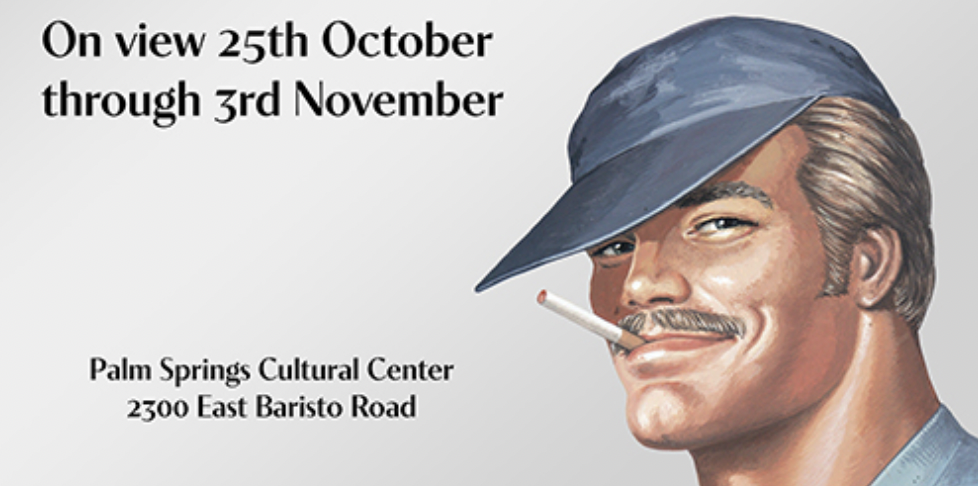 On view 25th October
through 3rd November
Palm Springs Cultural Center
2300 East Baristo Road